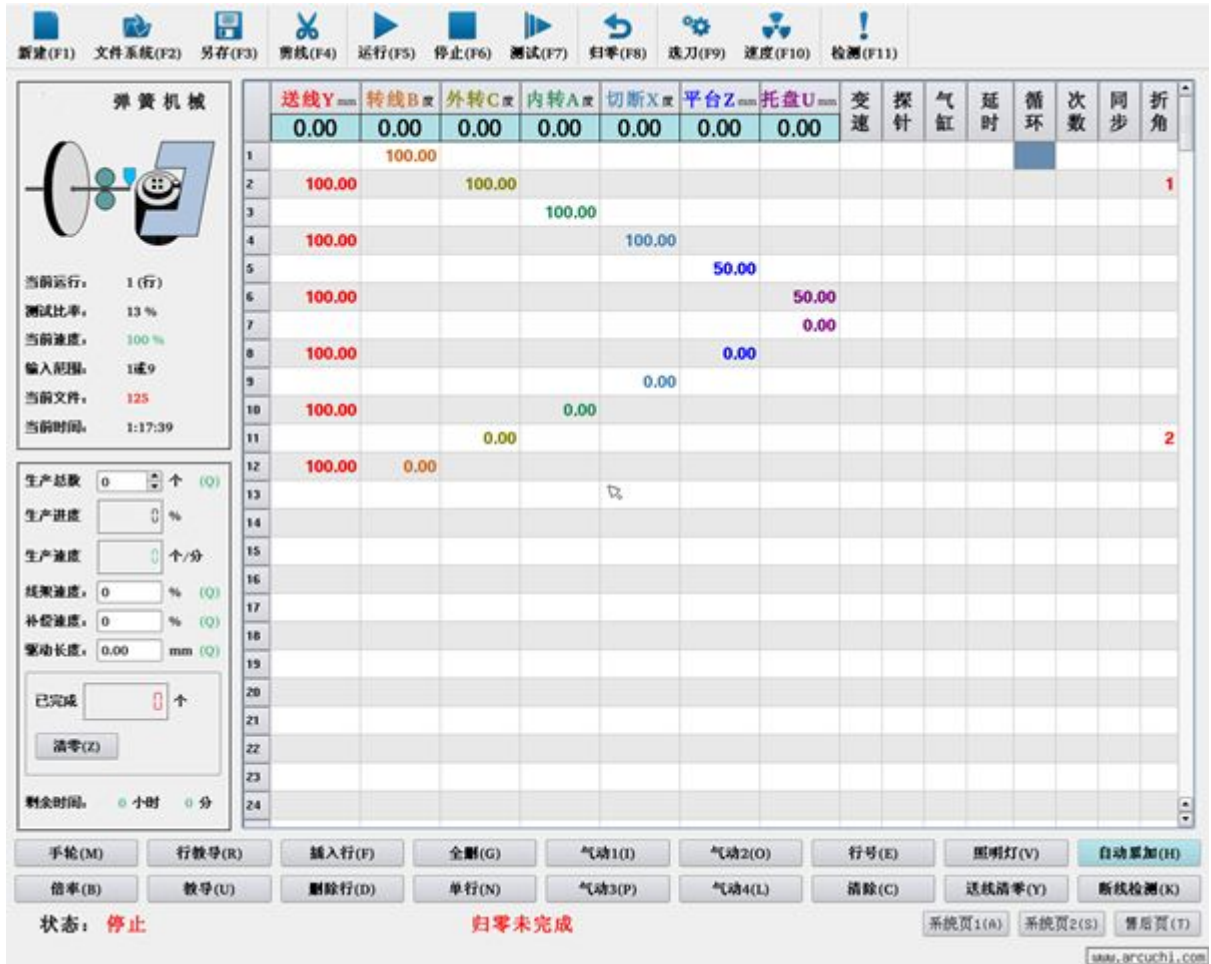 新建(F1) 文件系统(F2) 另存(F3) 剪线(F4) 运行(F5) 停止(F6) 测试(F7) 归零(F8) 选刀(F9) 速度(F10) 检测(F11)
弹簧机械
当前运行: 1 (行)
测试比率: 13 %
当前速度: 100 %
输入范围: 1或9
当前文件: 125
当前时间: 1:17:39
生产总数 0 个 (Q)
生产进度 0 %
生产速度 0 个/分
线架速度: 0 % (Q)
补偿速度: 0 % (Q)
驱动长度: 0.00 mm (Q)
已完成 0 个
清零(Z)
剩余时间: 0 小时 0 分
送线Y mm 转线B度 外转C度 内转A度 切断X度 平台Z mm 托盘U mm 变速 探针 气缸 延时 循环 次数 同步 折角
0.00 0.00 0.00 0.00 0.00 0.00 0.00
1 100.00
2 100.00 100.00 1
3 100.00
4 100.00 100.00
5 50.00
6 100.00 50.00
7 0.00
8 100.00 0.00
9 0.00
10 100.00 0.00
11 0.00 2
12 100.00 0.00
13
14
15
16
17
18
19
20
21
22
23
24
手轮(M) 行教导(R) 插入行(F) 全删(G) 气动1(I) 气动2(O) 行号(E) 照明灯(V) 自动累加(H)
倍率(B) 教导(U) 删除行(D) 单行(N) 气动3(P) 气动4(L) 清除(C) 送线清零(Y) 断线检测(K)
状态: 停止 归零未完成 系统页1(A) 系统页2(S) 售后页(T)
www.arcuchi.com